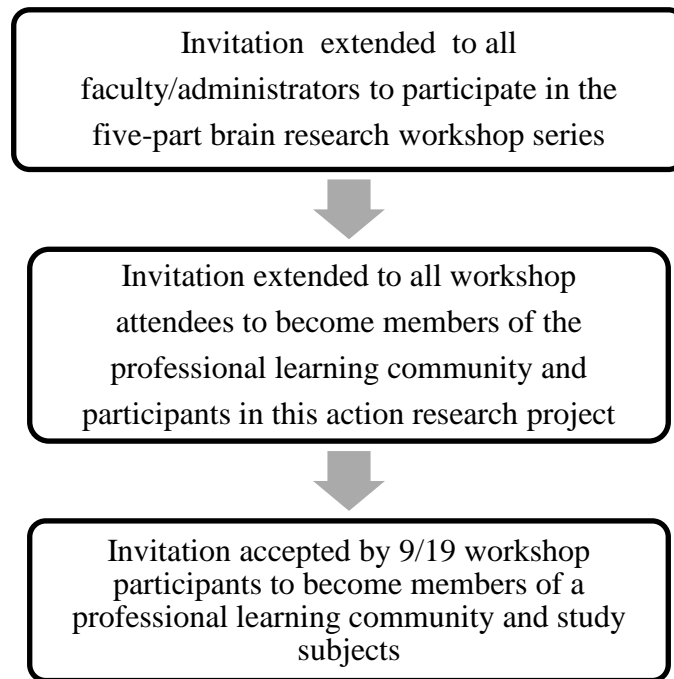 Invitation extended to all
faculty/administrators to participate in the
five-part brain research workshop series
Invitation extended to all workshop
attendees to become members of the
professional learning community and
participants in this action research project
Invitation accepted by 9/19 workshop
participants to become members of a
professional learning community and study
subjects